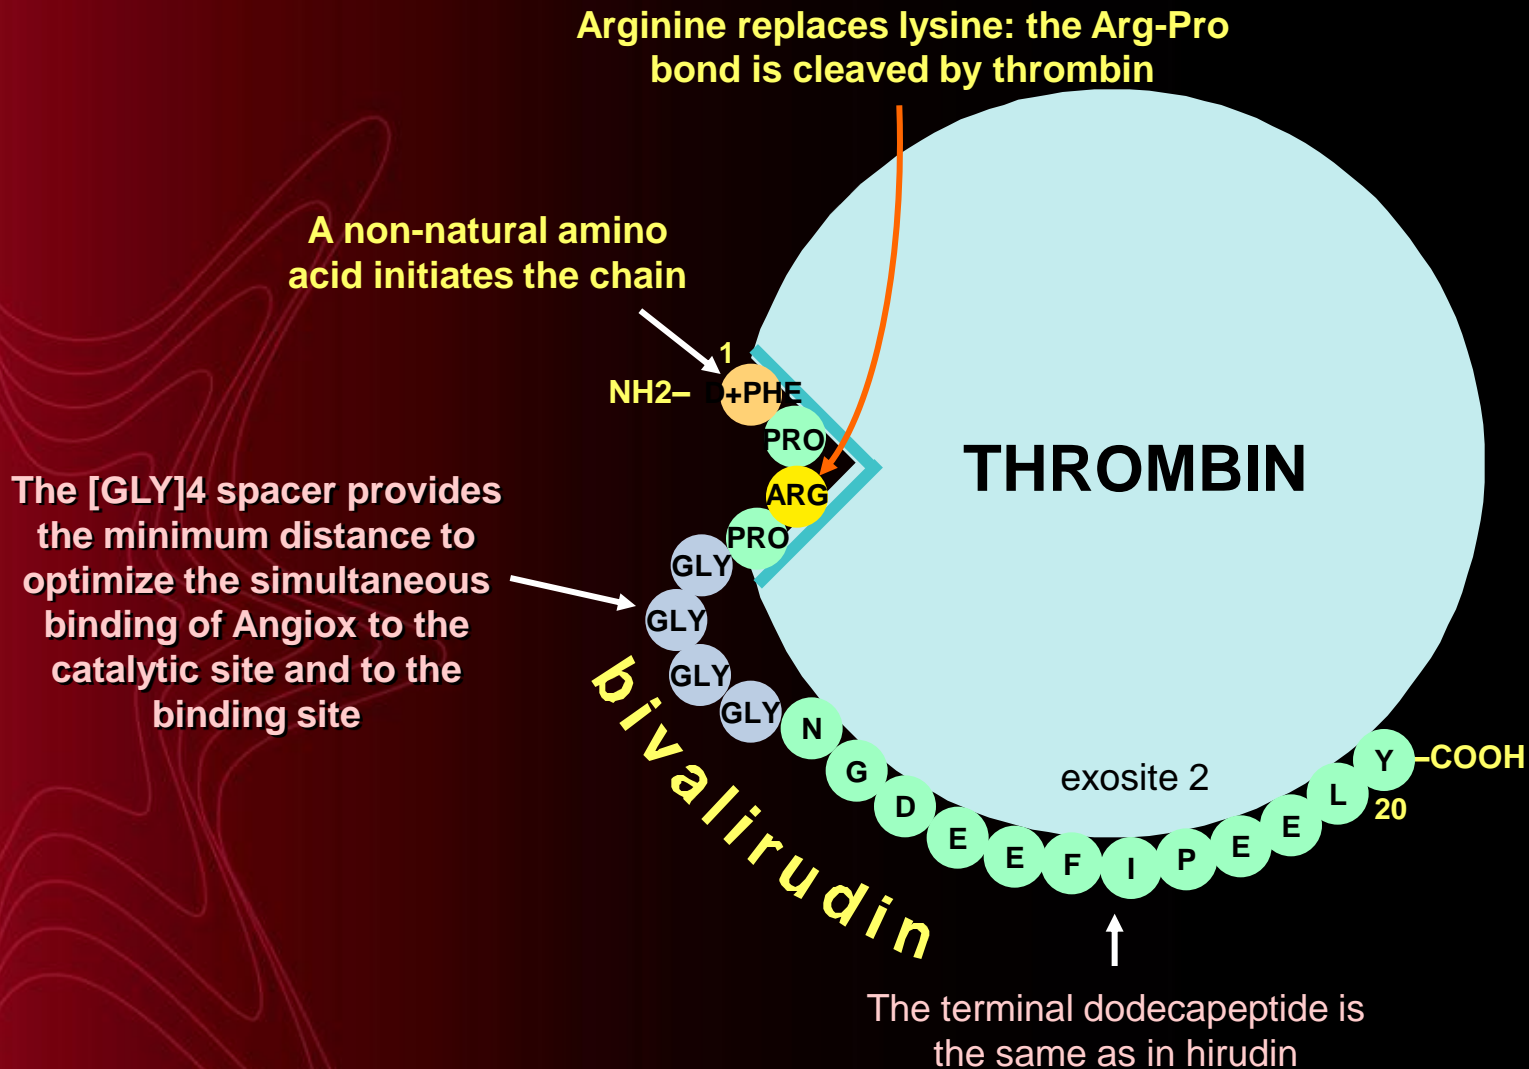 Arginine replaces lysine: the Arg-Pro
bond is cleaved by thrombin
A non-natural amino
acid initiates the chain
1
NH2–
D+PHE
PRO
ARG
PRO
GLY
GLY
GLY
GLY
THROMBIN
The [GLY]4 spacer provides
the minimum distance to
optimize the simultaneous
binding of Angiox to the
catalytic site and to the
binding site
bivalirudin
N
G
D
E
E
F
I
P
E
E
L
Y
–COOH
20
exosite 2
The terminal dodecapeptide is
the same as in hirudin